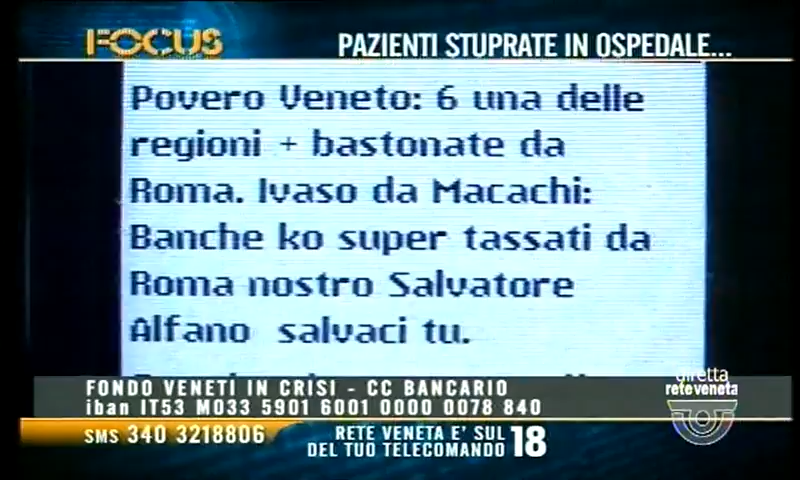 FOCUS
PAZIENTI STUPRATE IN OSPEDALE...
Povero Veneto: 6 una delle
regioni + bastonate da
Roma. Ivaso da Macachi:
Banche ko super tassati da
Roma nostro Salvatore
Alfano salvaci tu.
diretta
reteveneta
FONDO VENETI IN CRISI - CC BANCARIO
iban IT53 M033 5901 6001 0000 0078 840
SMS 340 3218806
RETE VENETA E' SUL
DEL TUO TELECOMANDO 18